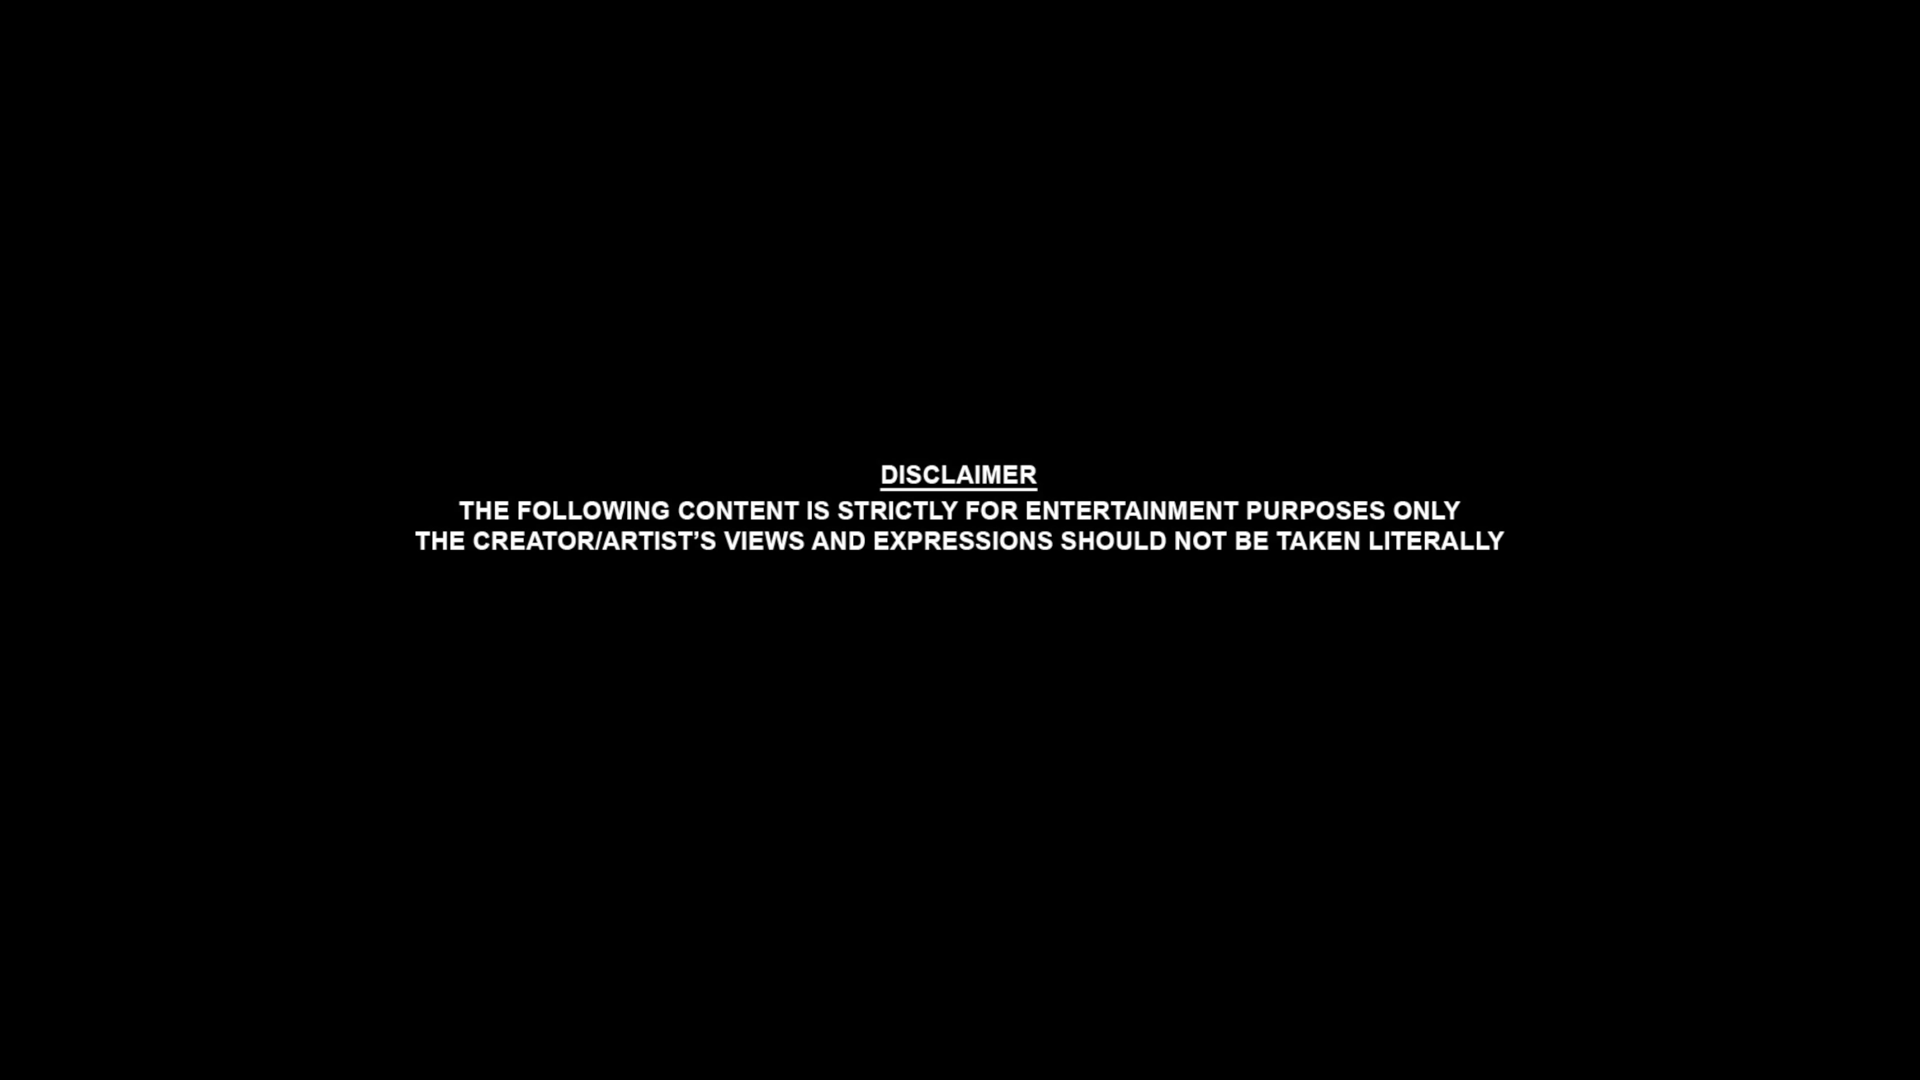 DISCLAIMER
THE FOLLOWING CONTENT IS STRICTLY FOR ENTERTAINMENT PURPOSES ONLY
THE CREATOR/ARTIST’S VIEWS AND EXPRESSIONS SHOULD NOT BE TAKEN LITERALLY